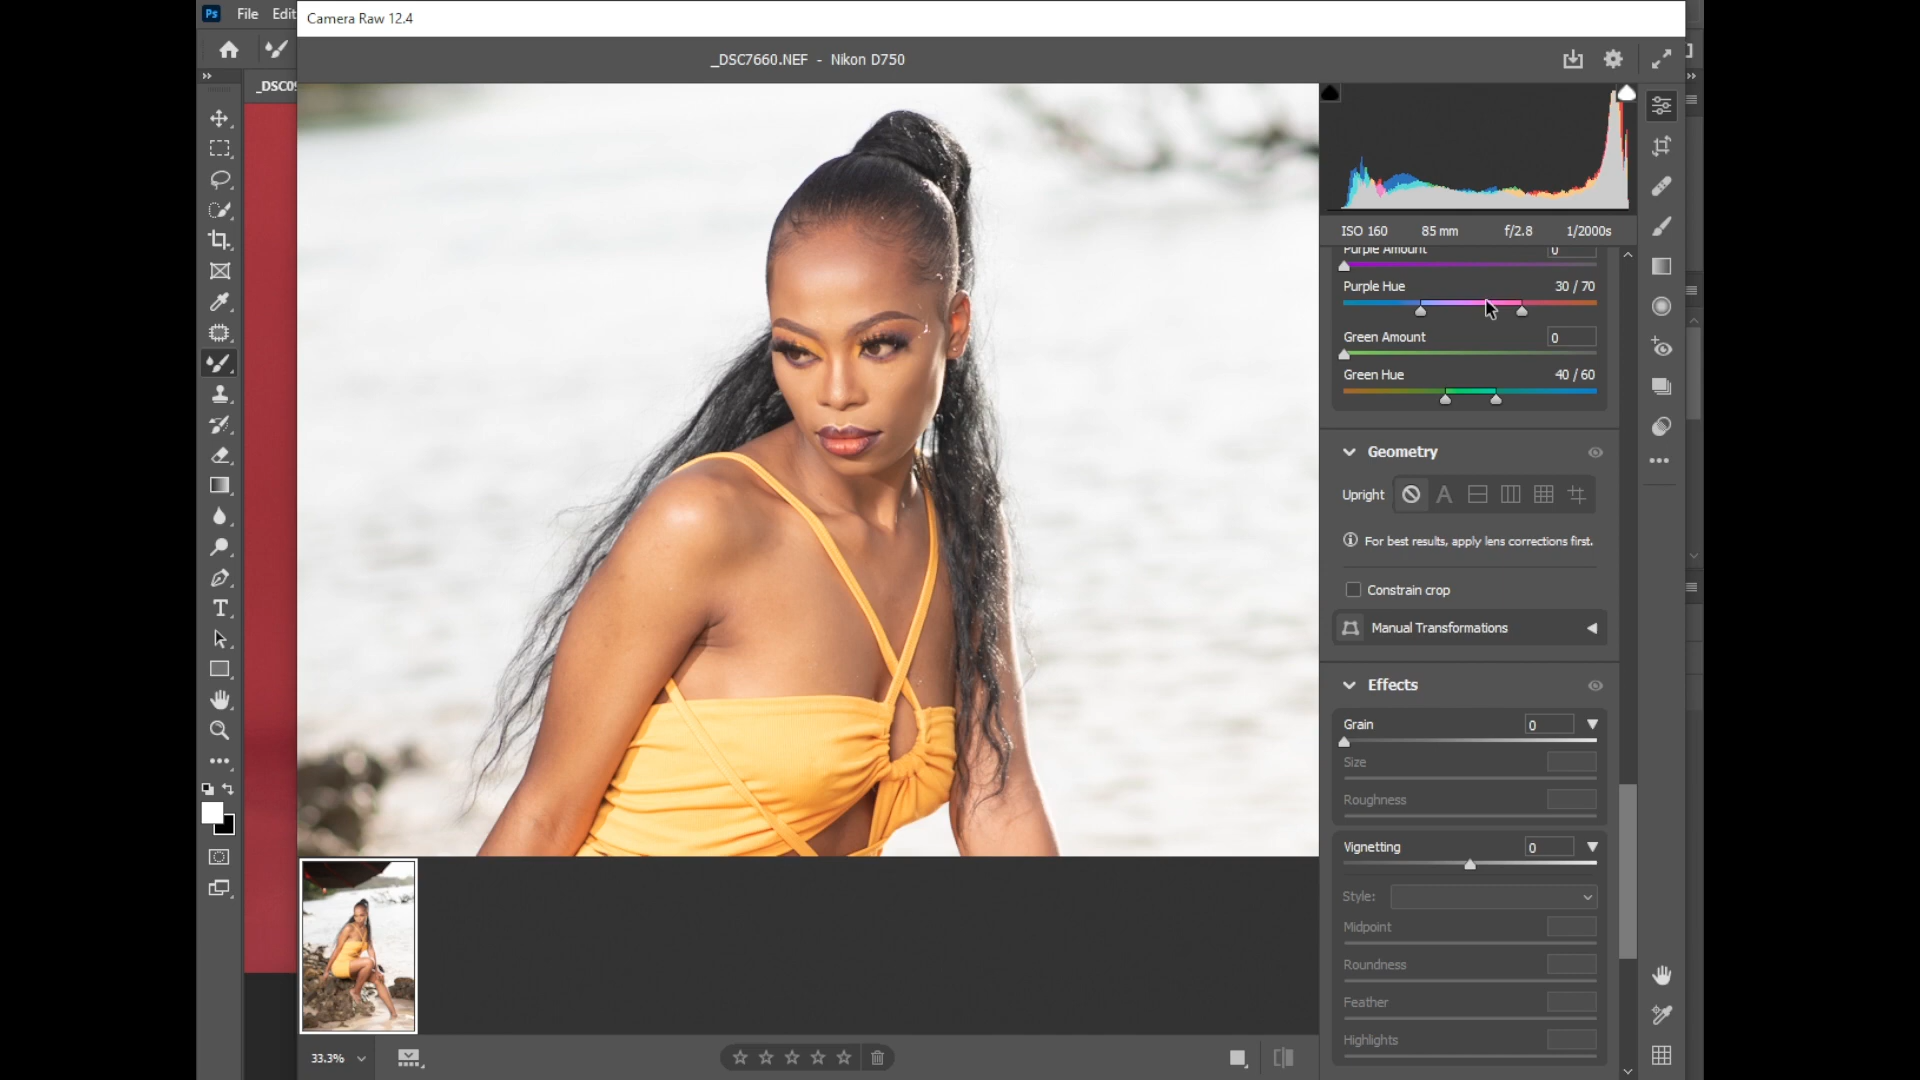 Ps File Edit
Camera Raw 12.4
_DSC7660.NEF - Nikon D750
_DSC09
ISO 160 85 mm f/2.8 1/2000s
Purple Amount 0
Purple Hue 30 / 70
Green Amount 0
Green Hue 40 / 60
Geometry
Upright A
For best results, apply lens corrections first.
Constrain crop
Manual Transformations
Effects
Grain 0
Size
Roughness
Vignetting 0
Style:
Midpoint
Roundness
Feather
Highlights
T
33.3%